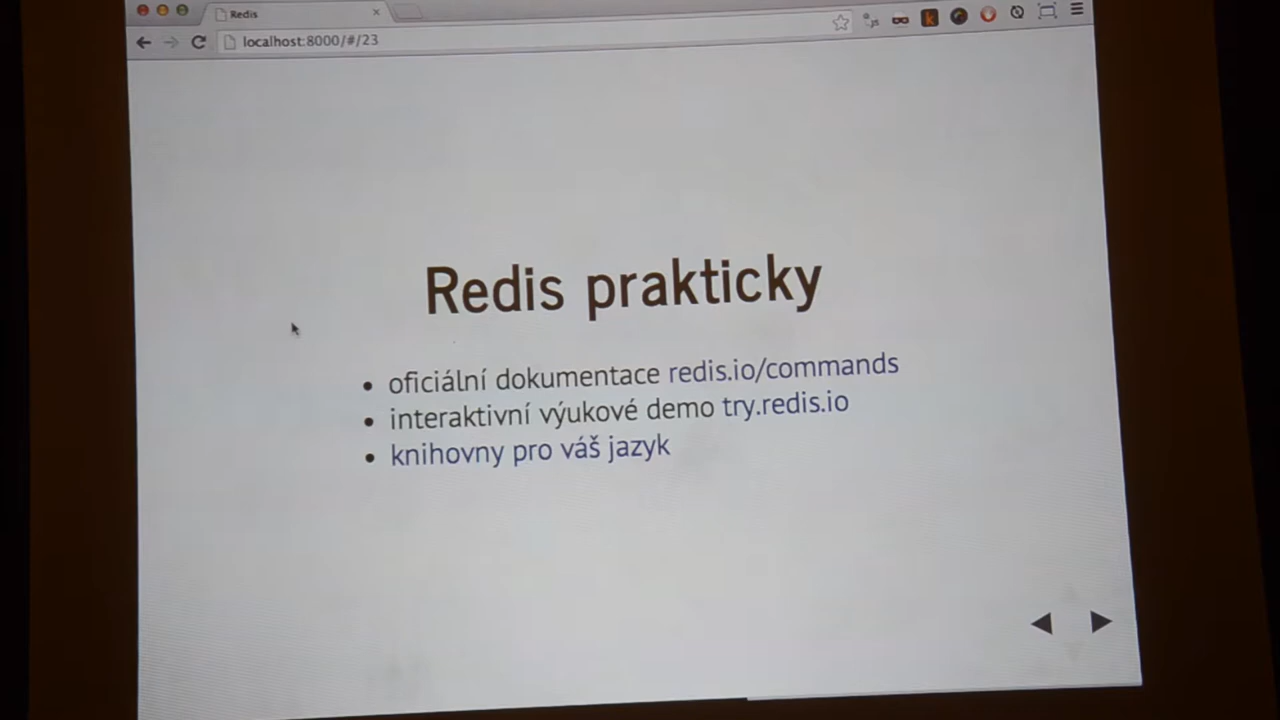 Redis
localhost:8000/#/23
Redis prakticky
oficiální dokumentace redis.io/commands
interaktivní výukové demo try.redis.io
knihovny pro váš jazyk